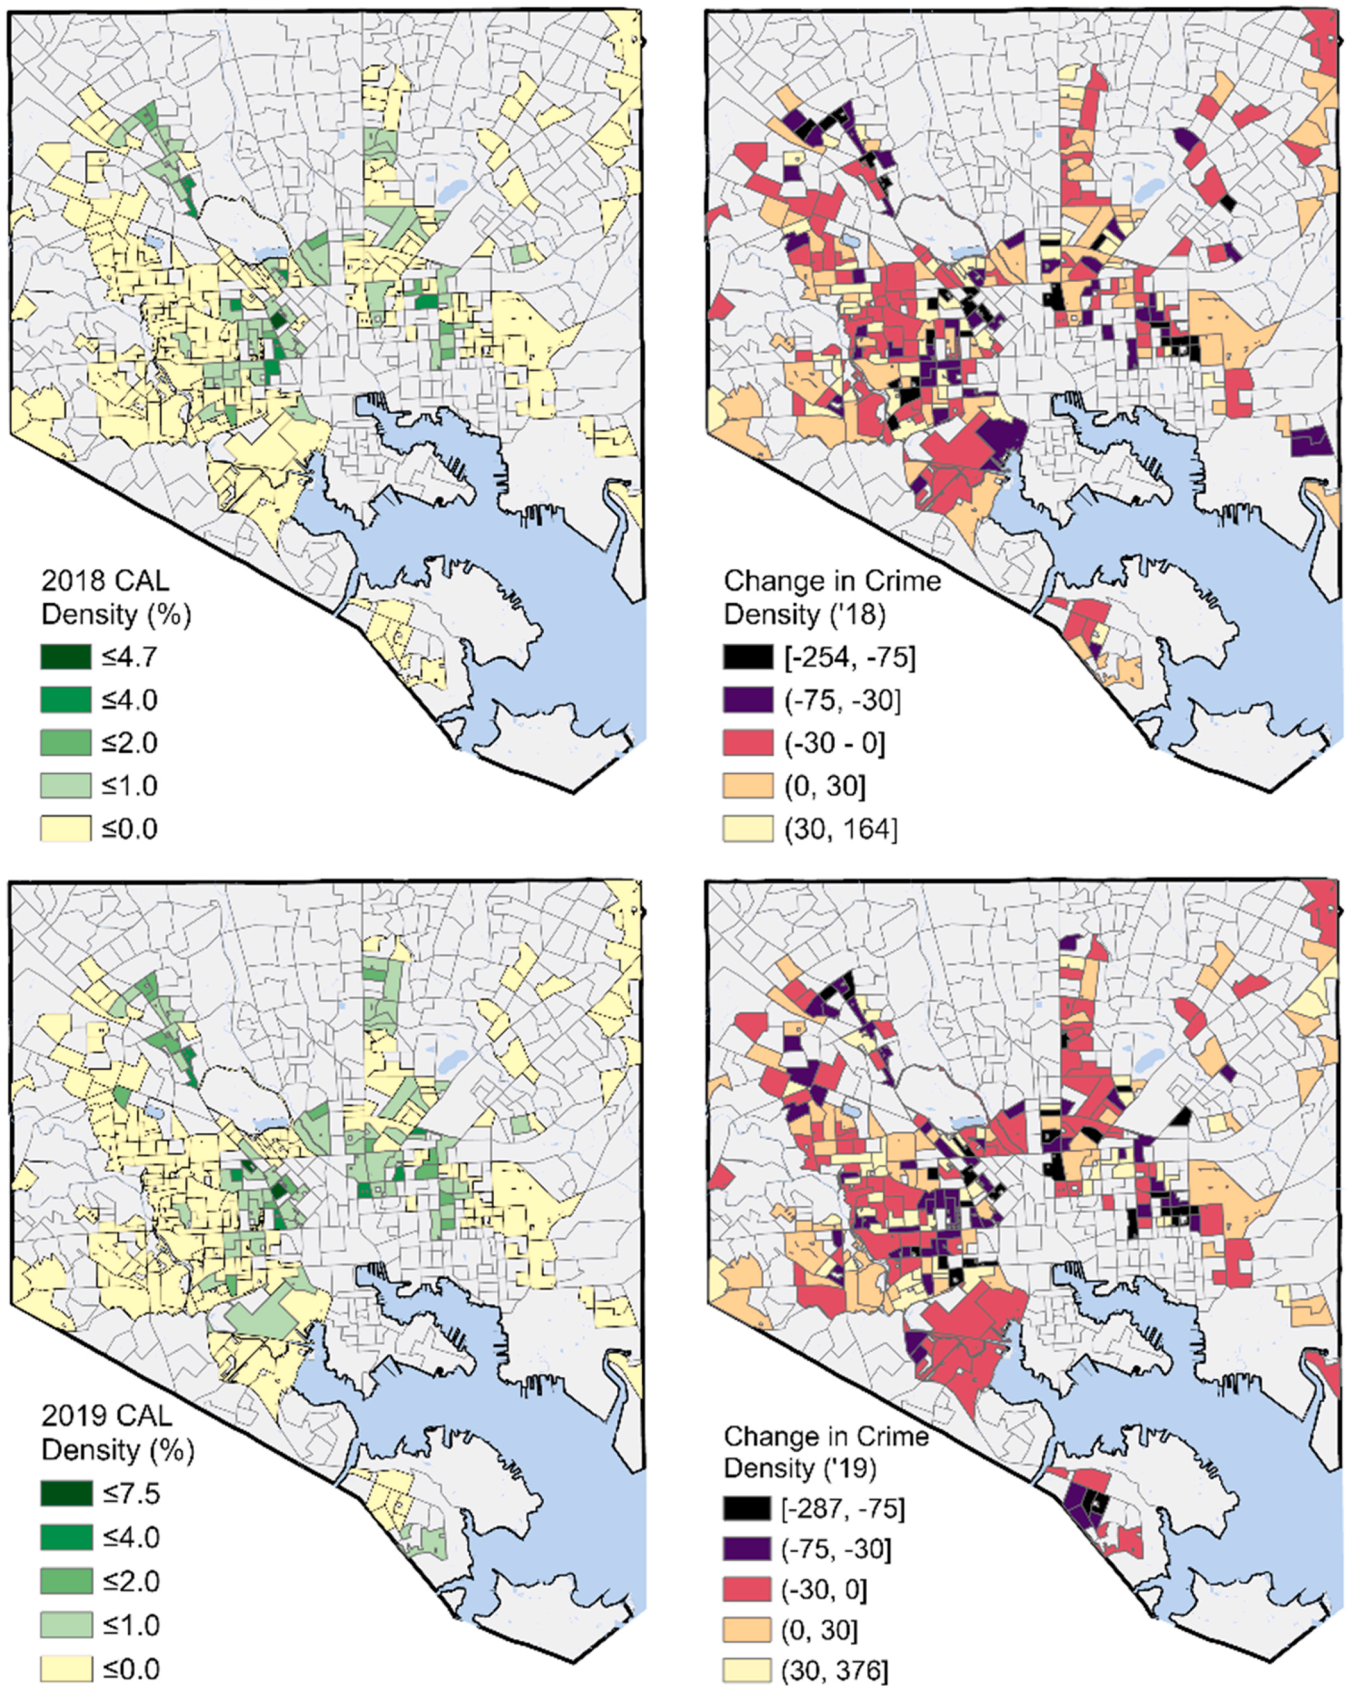 2018 CAL
Density (%)
≤4.7
≤4.0
≤2.0
≤1.0
≤0.0
Change in Crime
Density ('18)
[-254, -75]
(-75, -30]
(-30 - 0]
(0, 30]
(30, 164]
2019 CAL
Density (%)
≤7.5
≤4.0
≤2.0
≤1.0
≤0.0
Change in Crime
Density ('19)
[-287, -75]
(-75, -30]
(-30, 0]
(0, 30]
(30, 376]